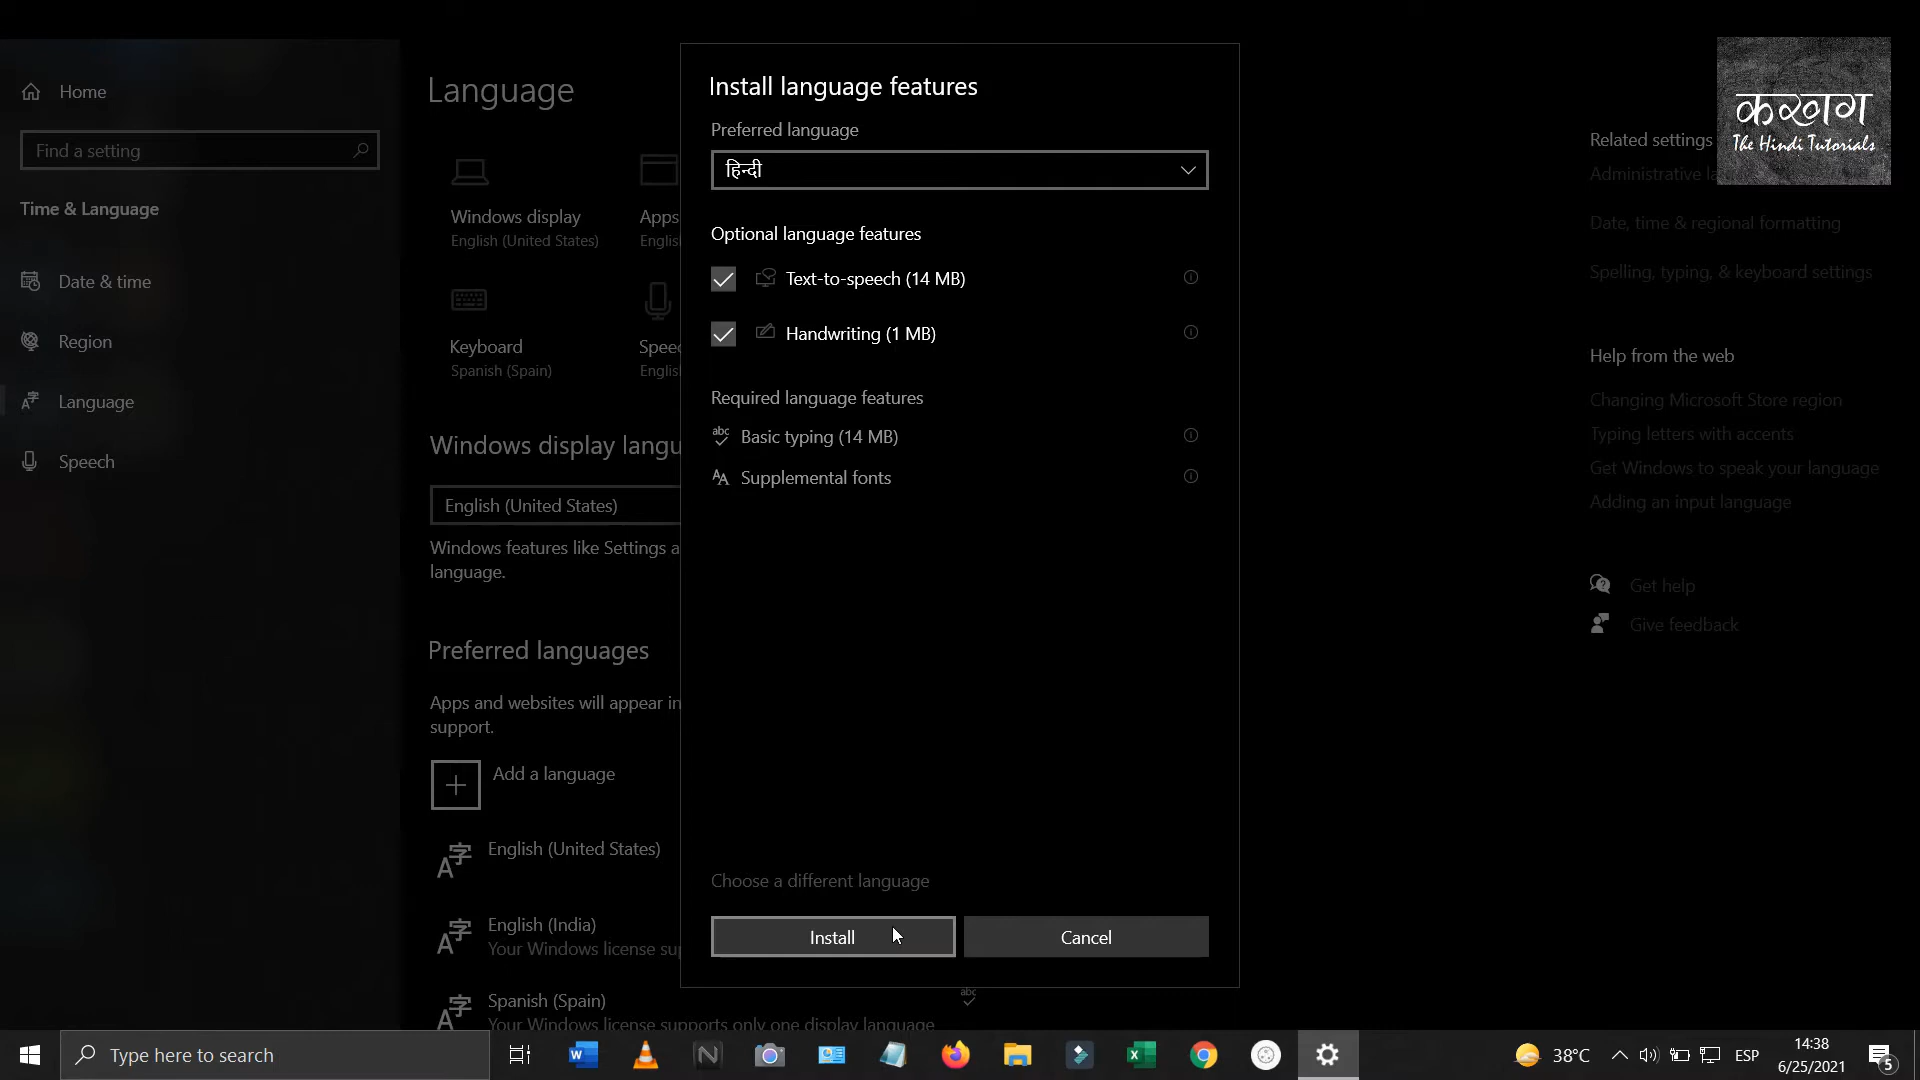 Home
Find a setting
Time & Language
Date & time
Region
Language
Speech
Language
Windows display
English (United States)
Apps
Englis
Keyboard
Spanish (Spain)
Speec
Englis
Windows display langu
English (United States)
Windows features like Settings a
language.
Preferred languages
Apps and websites will appear in
support.
Add a language
English (United States)
English (India)
Your Windows license sup
Spanish (Spain)
Your Windows license supports only one display language
Install language features
Preferred language
हिन्दी
Optional language features
Text-to-speech (14 MB)
Handwriting (1 MB)
Required language features
Basic typing (14 MB)
Supplemental fonts
Choose a different language
Install
Cancel
Related settings
Administrative la
Date, time & regional formatting
Spelling, typing, & keyboard settings
Help from the web
Changing Microsoft Store region
Typing letters with accents
Get Windows to speak your language
Adding an input language
Get help
Give feedback
The Hindi Tutorials
Type here to search
38°C
ESP
14:38
6/25/2021
5